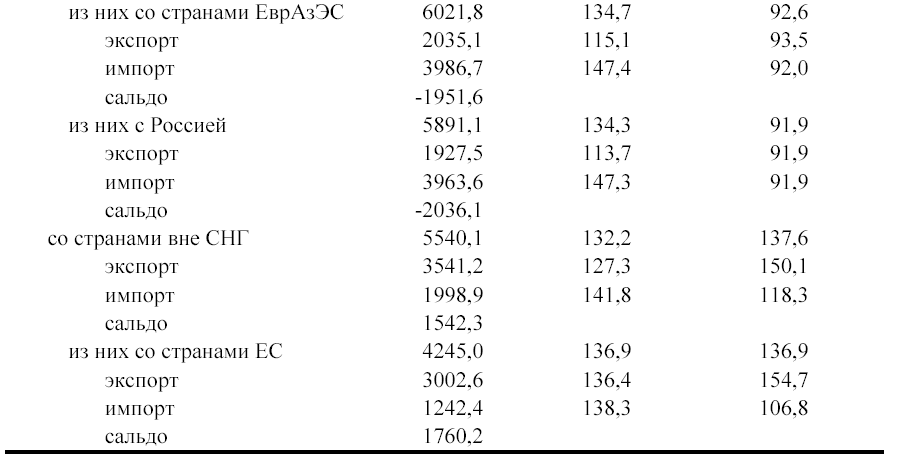 из них со странами ЕврАзЭС 6021,8 134,7 92,6
экспорт 2035,1 115,1 93,5
импорт 3986,7 147,4 92,0
сальдо -1951,6
из них с Россией 5891,1 134,3 91,9
экспорт 1927,5 113,7 91,9
импорт 3963,6 147,3 91,9
сальдо -2036,1
со странами вне СНГ 5540,1 132,2 137,6
экспорт 3541,2 127,3 150,1
импорт 1998,9 141,8 118,3
сальдо 1542,3
из них со странами ЕС 4245,0 136,9 136,9
экспорт 3002,6 136,4 154,7
импорт 1242,4 138,3 106,8
сальдо 1760,2